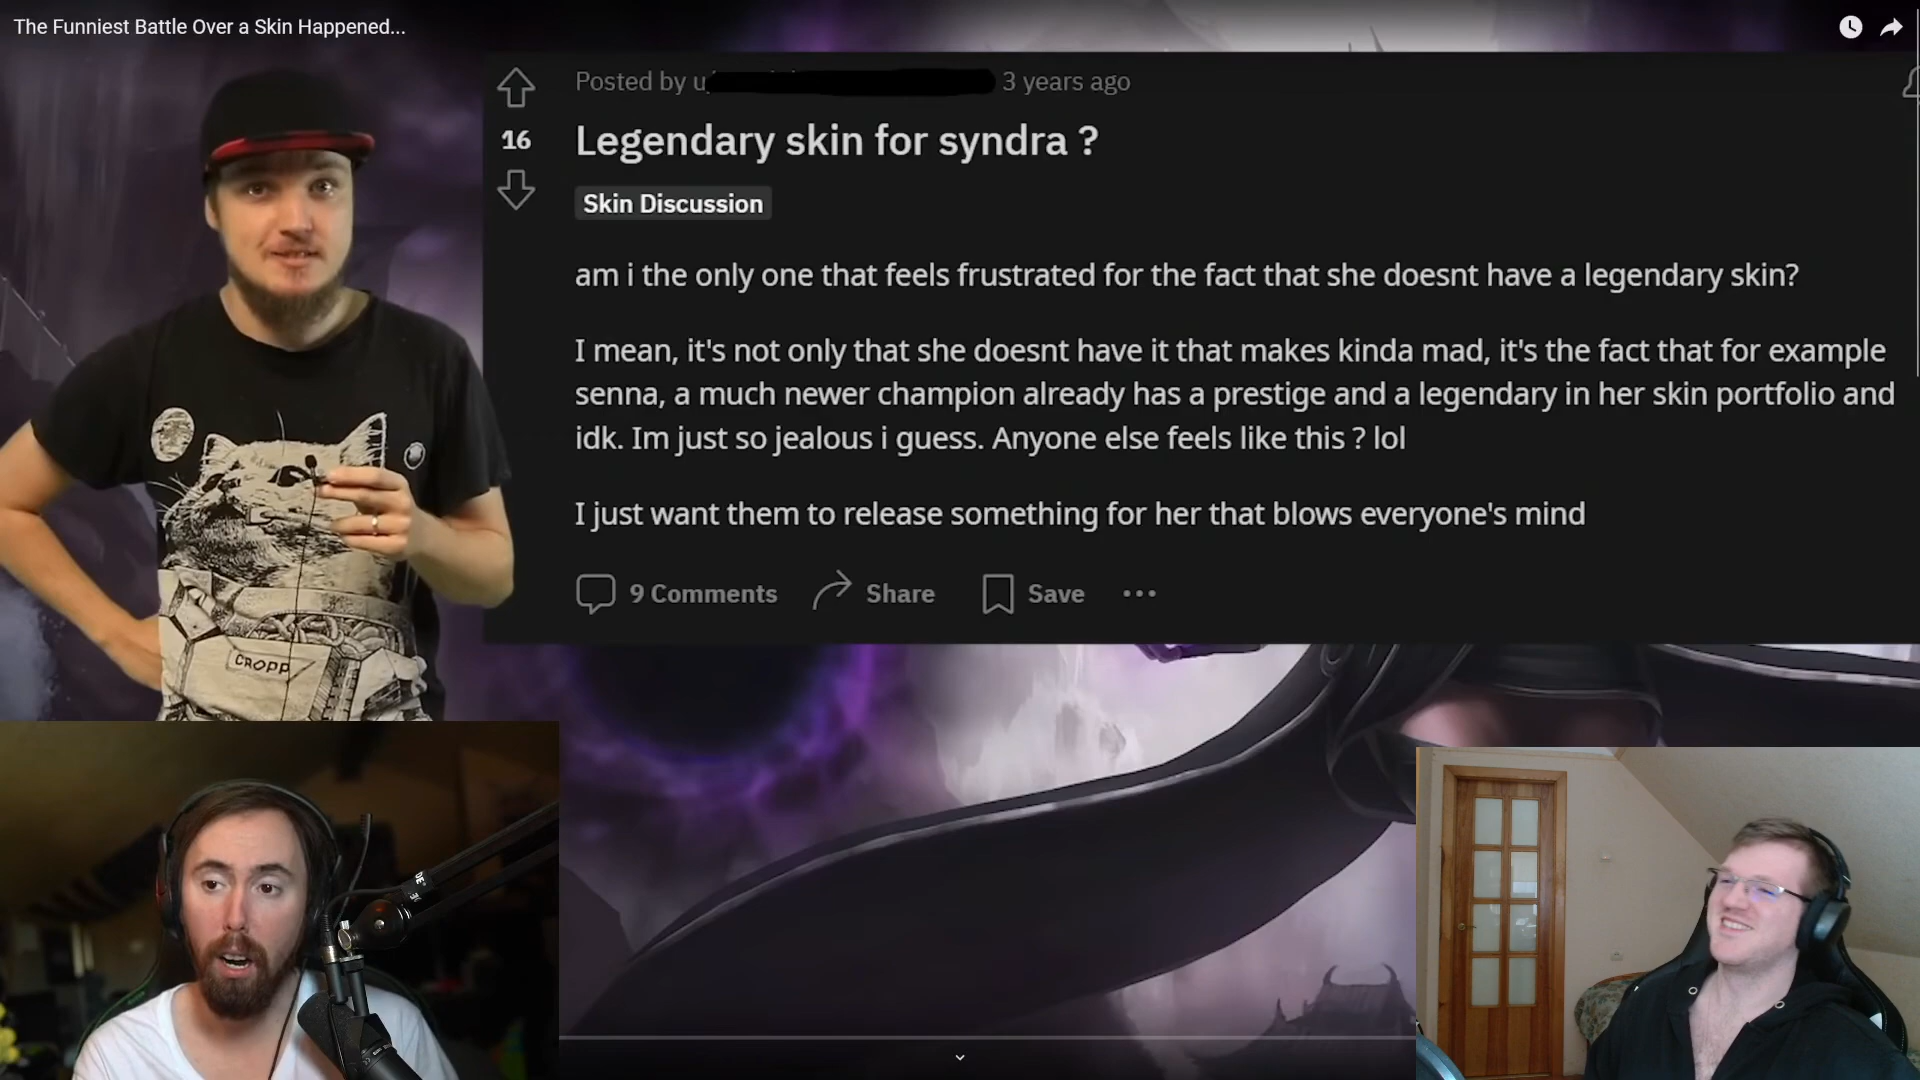 The Funniest Battle Over a Skin Happened...
Posted by u/ 3 years ago
16
Legendary skin for syndra ?
Skin Discussion
am i the only one that feels frustrated for the fact that she doesnt have a legendary skin?
I mean, it's not only that she doesnt have it that makes kinda mad, it's the fact that for example
senna, a much newer champion already has a prestige and a legendary in her skin portfolio and
idk. Im just so jealous i guess. Anyone else feels like this ? lol
I just want them to release something for her that blows everyone's mind
9 Comments Share Save
CROPP